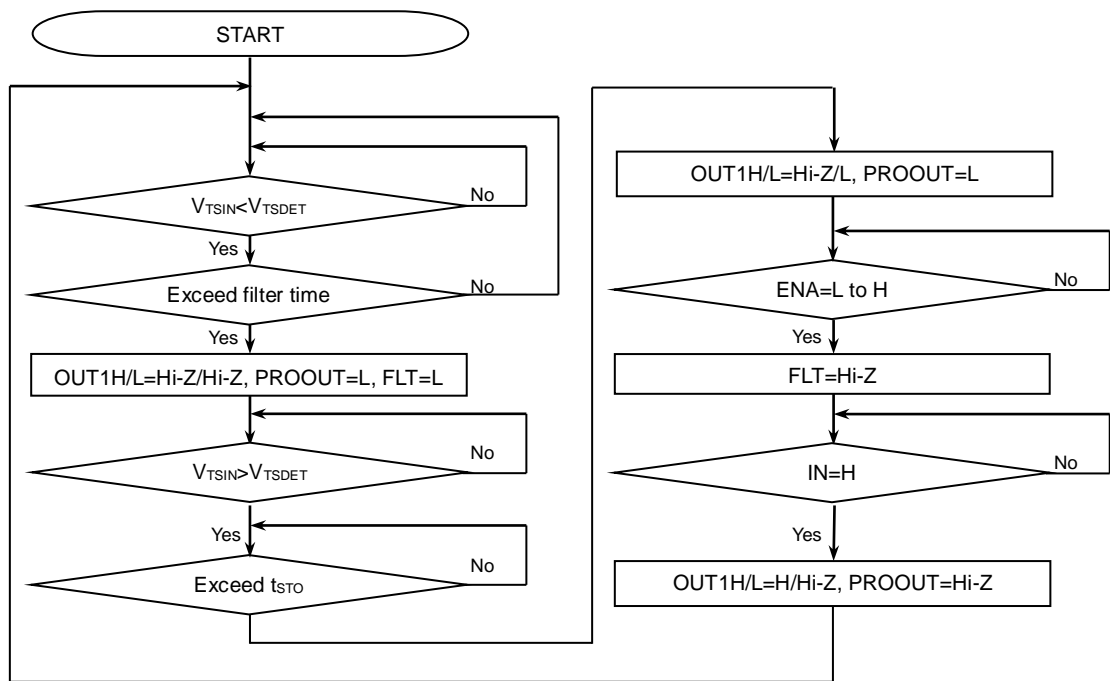 START
VTSIN<VTSDET
No
Yes
Exceed filter time
No
Yes
OUT1H/L=Hi-Z/Hi-Z, PROOUT=L, FLT=L
VTSIN>VTSDET
No
Yes
Exceed tSTO
No
OUT1H/L=Hi-Z/L, PROOUT=L
ENA=L to H
No
Yes
FLT=Hi-Z
IN=H
No
Yes
OUT1H/L=H/Hi-Z, PROOUT=Hi-Z